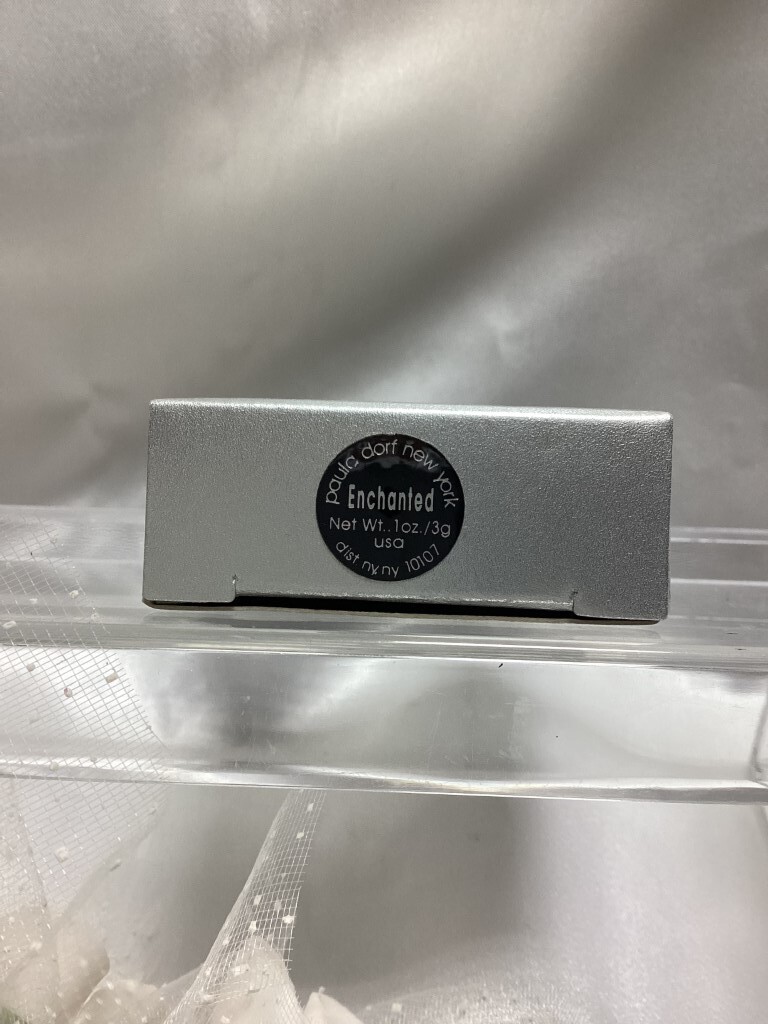 paula dorf new york
Enchanted
Net Wt..1oz./3g
usa
dist ny,ny 10107